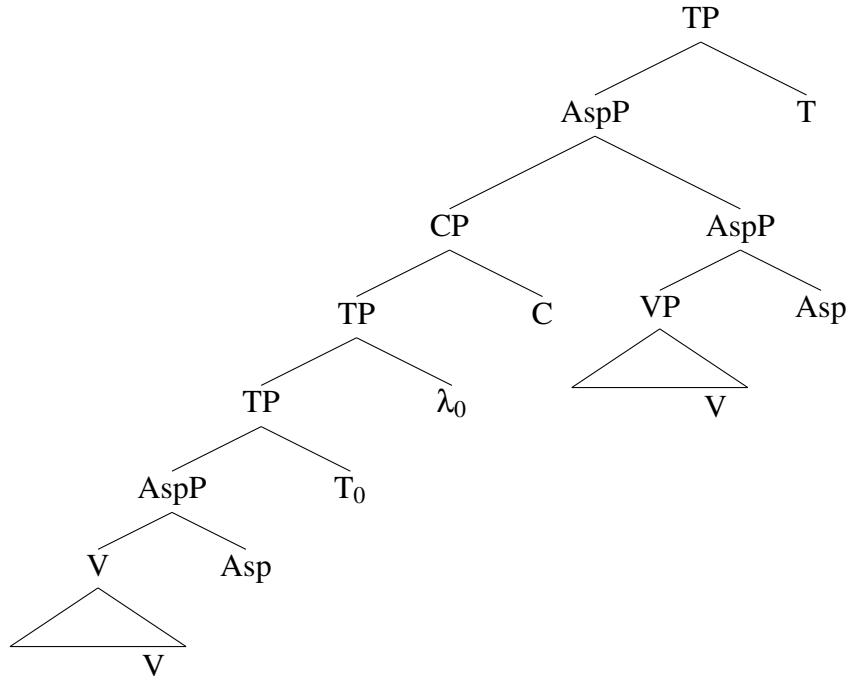 TP
AspP T
CP AspP
TP C VP Asp
TP λ₀ V
AspP T₀
V Asp
V